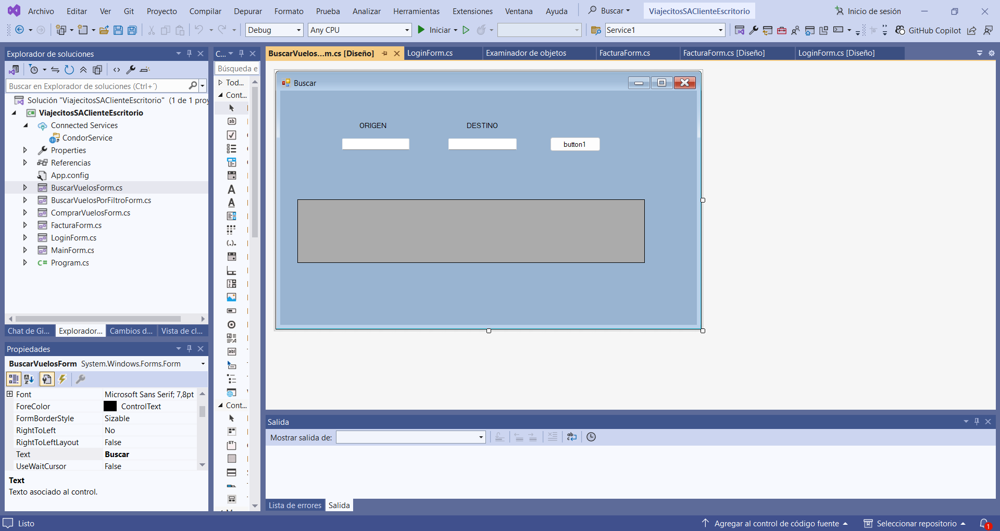 Archivo Editar Ver Git Proyecto Compilar Depurar Formato Prueba Analizar Herramientas Extensiones Ventana Ayuda Buscar ViajecitosSAClienteEscritorio Inicio de sesión
Debug Any CPU Iniciar Service1 GitHub Copilot
Explorador de soluciones
Buscar en Explorador de soluciones (Ctrl+´)
Solución "ViajecitosSAClienteEscritorio" (1 de 1 proy
ViajecitosSAClienteEscritorio
Connected Services
CondorService
Properties
Referencias
App.config
BuscarVuelosForm.cs
BuscarVuelosPorFiltroForm.cs
ComprarVuelosForm.cs
FacturaForm.cs
LoginForm.cs
MainForm.cs
C# Program.cs
Chat de Gi... Explorador... Cambios d... Vista de cl...
Propiedades
BuscarVuelosForm System.Windows.Forms.Form
Font Microsoft Sans Serif; 7,8pt
ForeColor ControlText
FormBorderStyle Sizable
RightToLeft No
RightToLeftLayout False
Text Buscar
UseWaitCursor False
Text
Texto asociado al control.
C...
Búsqueda e
Tod...
Cont...
Cont...
BuscarVuelos...m.cs [Diseño] LoginForm.cs Examinador de objetos FacturaForm.cs FacturaForm.cs [Diseño] LoginForm.cs [Diseño]
Buscar
ORIGEN DESTINO
button1
Salida
Mostrar salida de:
Lista de errores Salida
Listo Agregar al control de código fuente Seleccionar repositorio 1